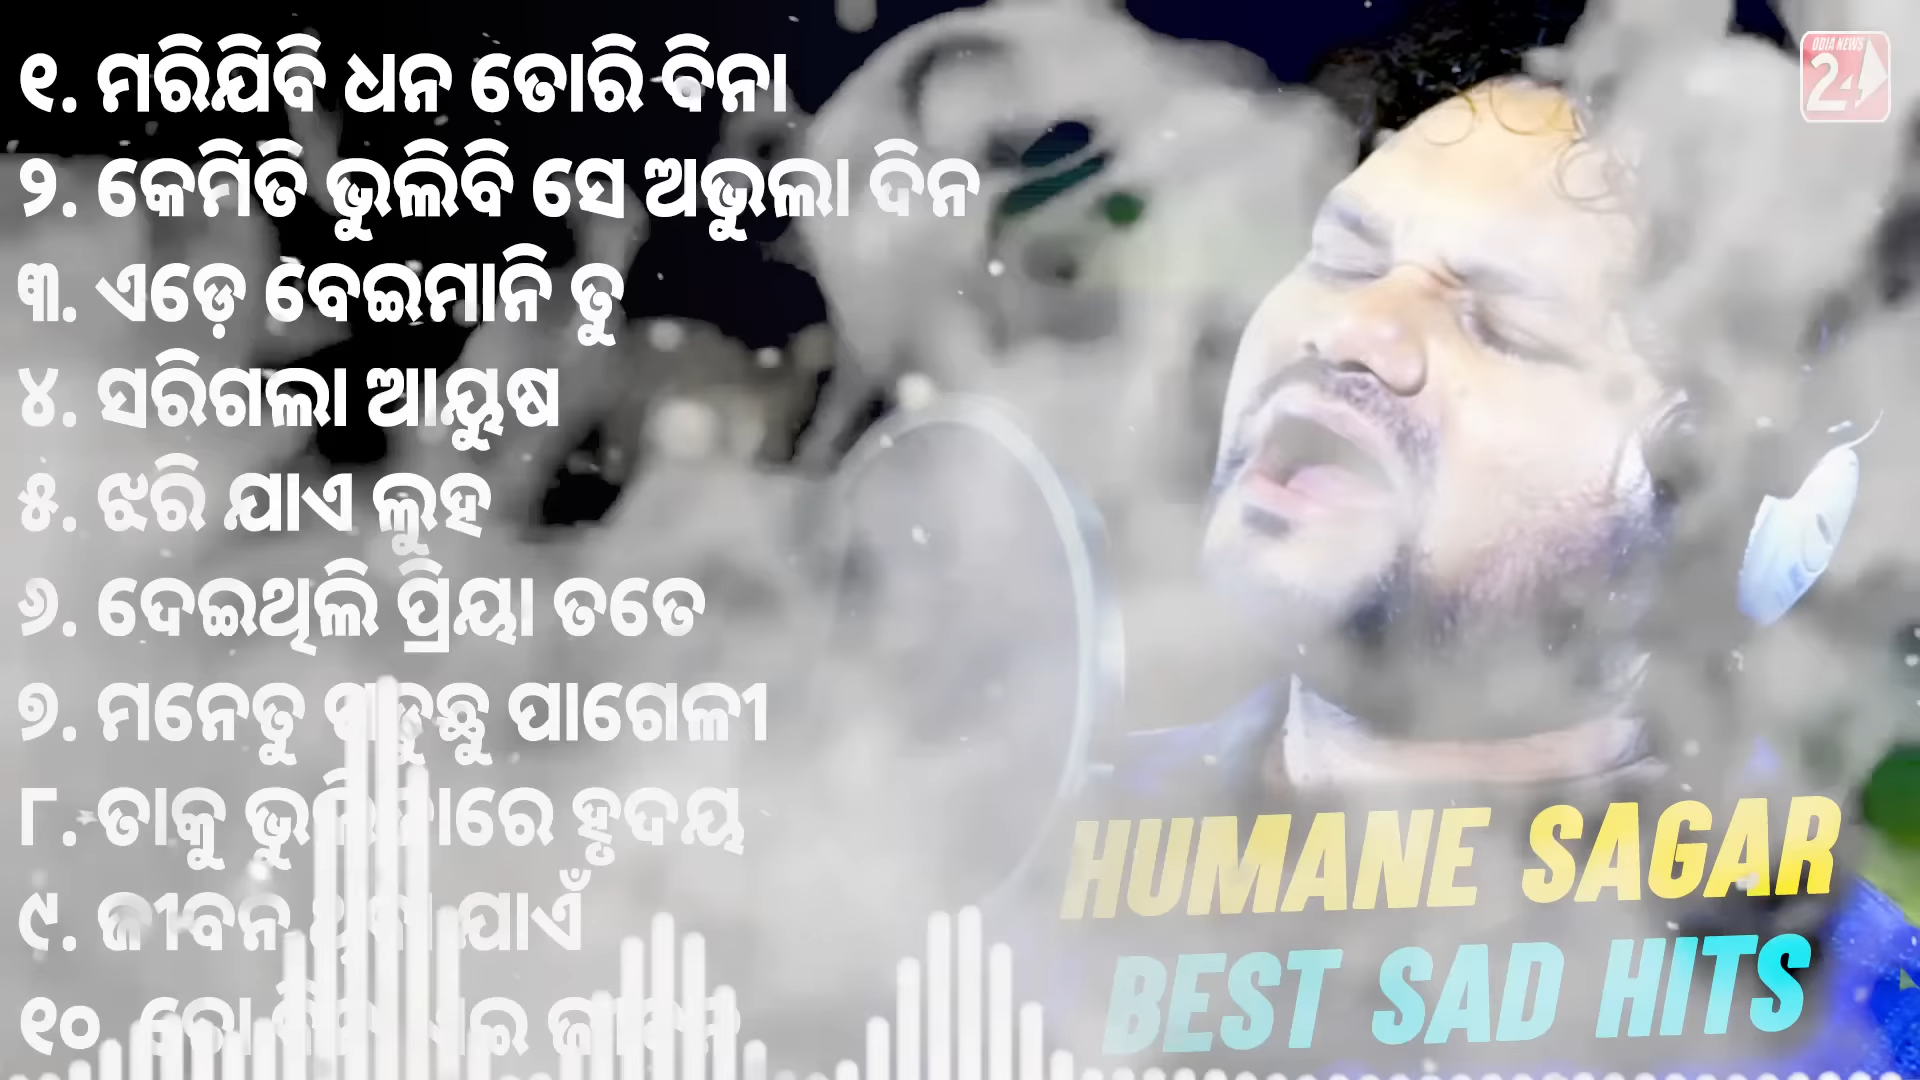 ୧. ମରିଯିବି ଧନ ତୋରି ବିନା
୨. କେମିତି ଭୁଲିବି ସେ ଅଭୁଲା ଦିନ
୩. ଏଡ଼େ ବେଇମାନି ତୁ
୪. ସରିଗଲା ଆୟୁଷ
୫. ଝରି ଯାଏ ଲୁହ
୬. ଦେଇଥିଲି ପ୍ରିୟା ତତେ
୭. ମନେତୁ ପଡୁଛୁ ପାଗେଳୀ
୮. ତାକୁ ହୃଦୟ
୯. ଜୀବନ ଯାଏଁ
୧୦. ତୋ
ODIA NEWS
24
HUMANE SAGAR
BEST SAD HITS